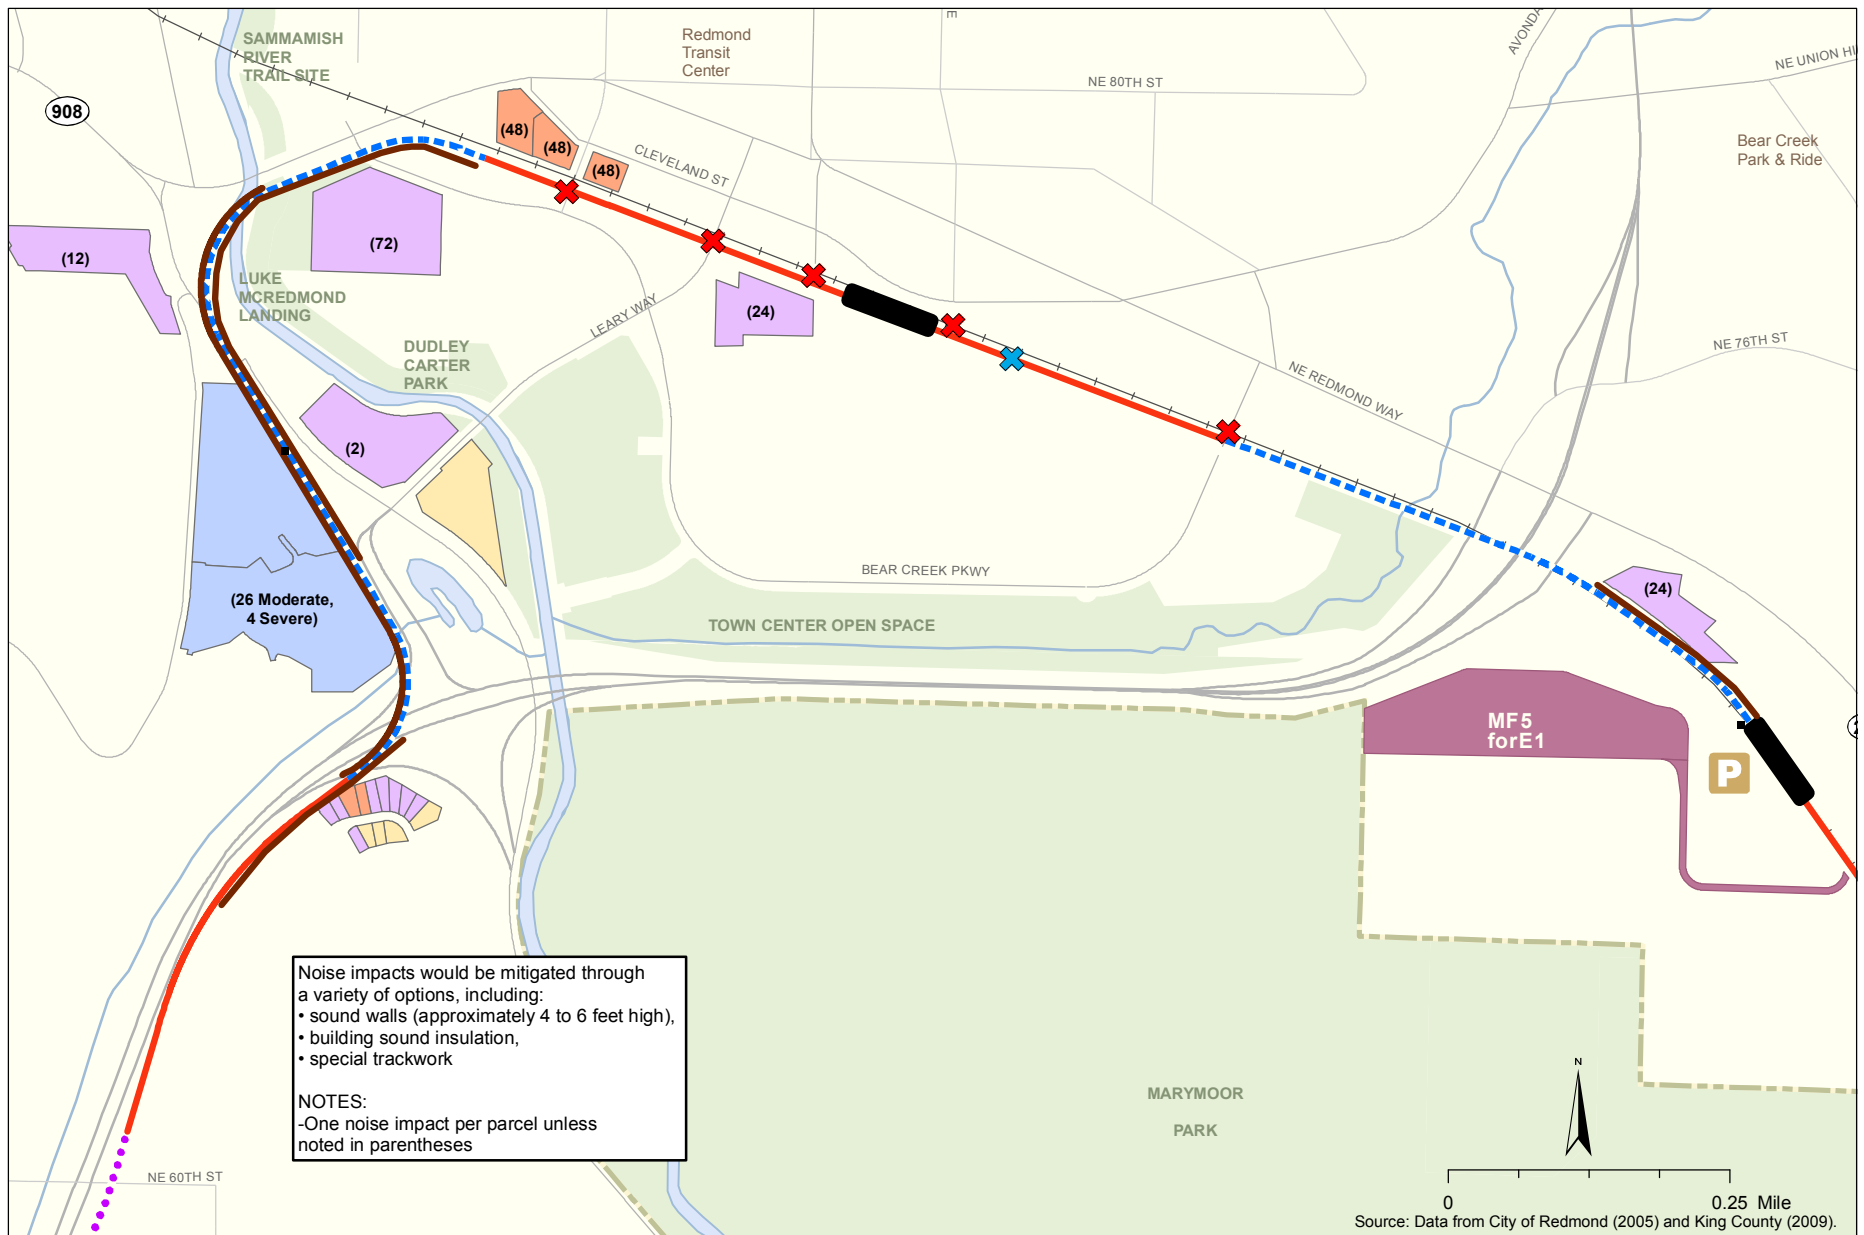 SAMMAMISH
RIVER
TRAIL SITE
Redmond
Transit
Center
E
AVONDA
NE UNION HI
NE 80TH ST
908
Bear Creek
Park & Ride
(48)
(48)
(48)
CLEVELAND ST
(12)
(72)
LUKE
MCREDMOND
LANDING
LEARY WAY
(24)
DUDLEY
CARTER
PARK
NE 76TH ST
NE REDMOND WAY
(2)
BEAR CREEK PKWY
(26 Moderate,
4 Severe)
(24)
TOWN CENTER OPEN SPACE
MF5
forE1
P
Noise impacts would be mitigated through
a variety of options, including:
• sound walls (approximately 4 to 6 feet high),
• building sound insulation,
• special trackwork
NOTES:
-One noise impact per parcel unless
noted in parentheses
MARYMOOR
PARK
N
NE 60TH ST
0 0.25 Mile
Source: Data from City of Redmond (2005) and King County (2009).